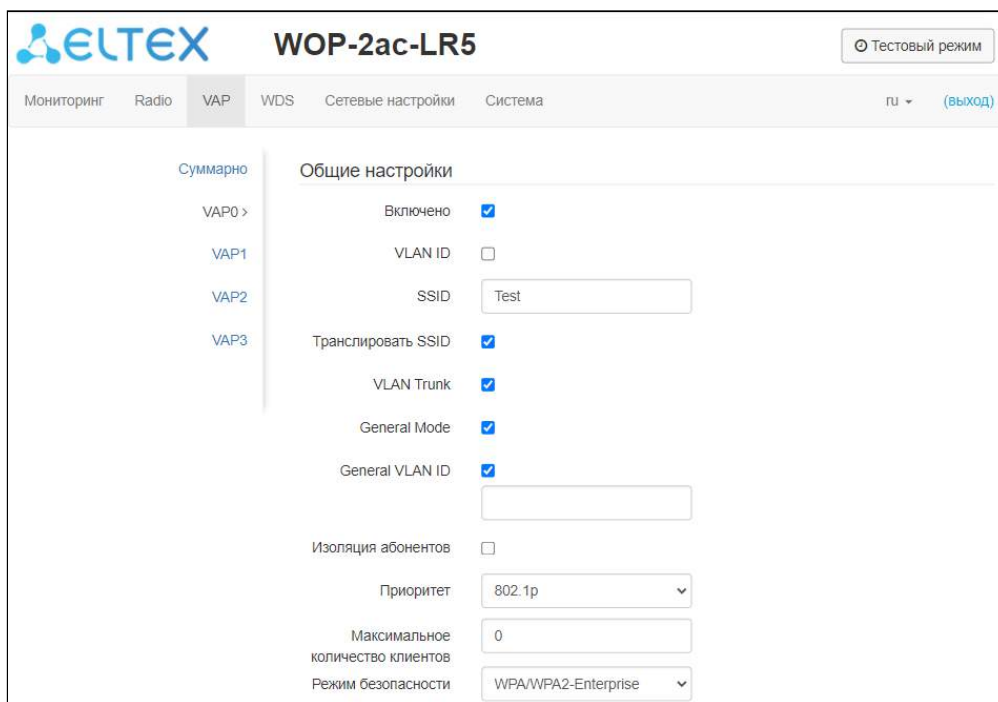 ELTEX
WOP-2ac-LR5
Тестовый режим
Мониторинг Radio VAP WDS Сетевые настройки Система ru (выход)
Суммарно
VAP0 >
VAP1
VAP2
VAP3
Общие настройки
Включено
VLAN ID
SSID Test
Транслировать SSID
VLAN Trunk
General Mode
General VLAN ID
Изоляция абонентов
Приоритет 802.1p
Максимальное
количество клиентов 0
Режим безопасности WPA/WPA2-Enterprise